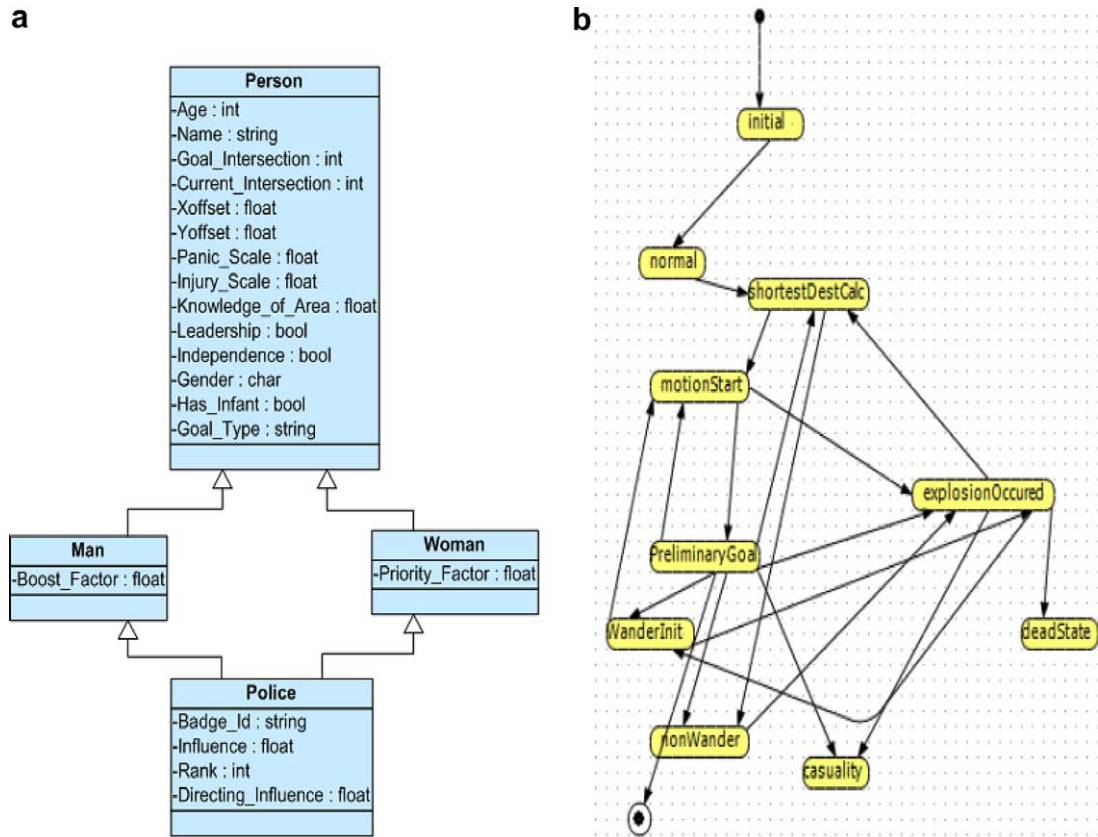 a
Person
-Age : int
-Name : string
-Goal_Intersection : int
-Current_Intersection : int
-Xoffset : float
-Yoffset : float
-Panic_Scale : float
-Injury_Scale : float
-Knowledge_of_Area : float
-Leadership : bool
-Independence : bool
-Gender : char
-Has_Infant : bool
-Goal_Type : string
Man
-Boost_Factor : float
Woman
-Priority_Factor : float
Police
-Badge_Id : string
-Influence : float
-Rank : int
-Directing_Influence : float
b
initial
normal
shortestDestCalc
motionStart
explosionOccured
PreliminaryGoal
WanderInit
deadState
nonWander
casuality